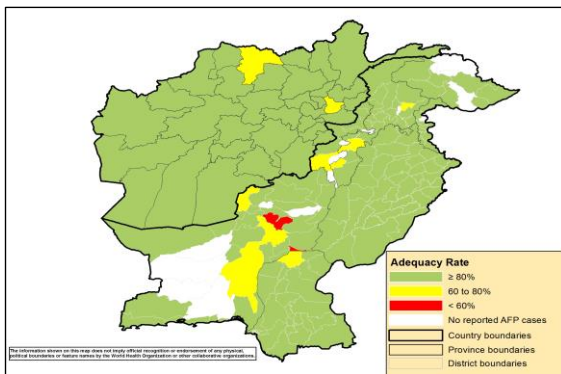 Adequacy Rate
≥ 80%
60 to 80%
< 60%
No reported AFP cases
Country boundaries
Province boundaries
District boundaries
The information shown on this map does not imply official recognition or endorsement of any physical,
political boundaries or feature names by the World Health Organization or other collaborative organizations.